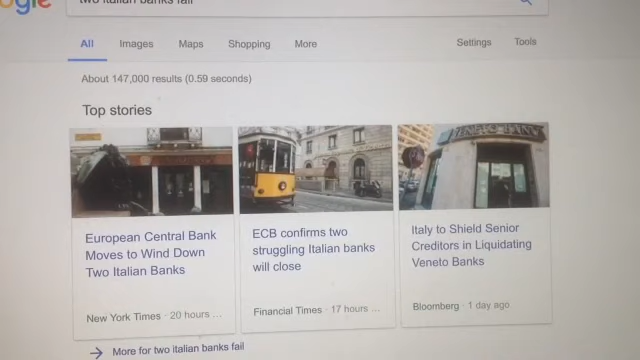 ogle
two italian banks fail
All Images Maps Shopping More Settings Tools
About 147,000 results (0.59 seconds)
Top stories
VENETO BANCA
European Central Bank
Moves to Wind Down
Two Italian Banks
New York Times · 20 hours ...
ECB confirms two
struggling Italian banks
will close
Financial Times · 17 hours ...
Italy to Shield Senior
Creditors in Liquidating
Veneto Banks
Bloomberg · 1 day ago
More for two italian banks fail